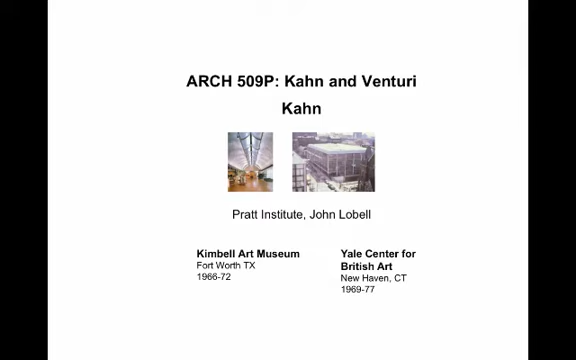 ARCH 509P: Kahn and Venturi
Kahn
Pratt Institute, John Lobell
Kimbell Art Museum
Fort Worth TX
1966-72
Yale Center for
British Art
New Haven, CT
1969-77